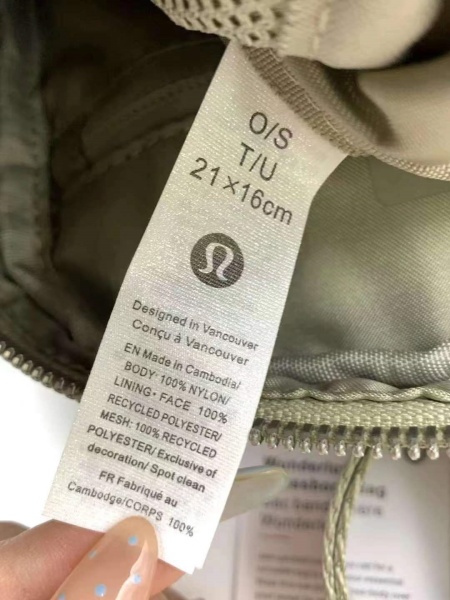 O/S
T/U
21×16cm
Designed in Vancouver
Conçu à Vancouver
EN Made in Cambodia/
BODY: 100% NYLON/
LINING• FACE: 100%
RECYCLED POLYESTER/
MESH: 100% RECYCLED
POLYESTER/ Exclusive of
decoration/ Spot clean
FR Fabriqué au
Cambodge/CORPS 100%